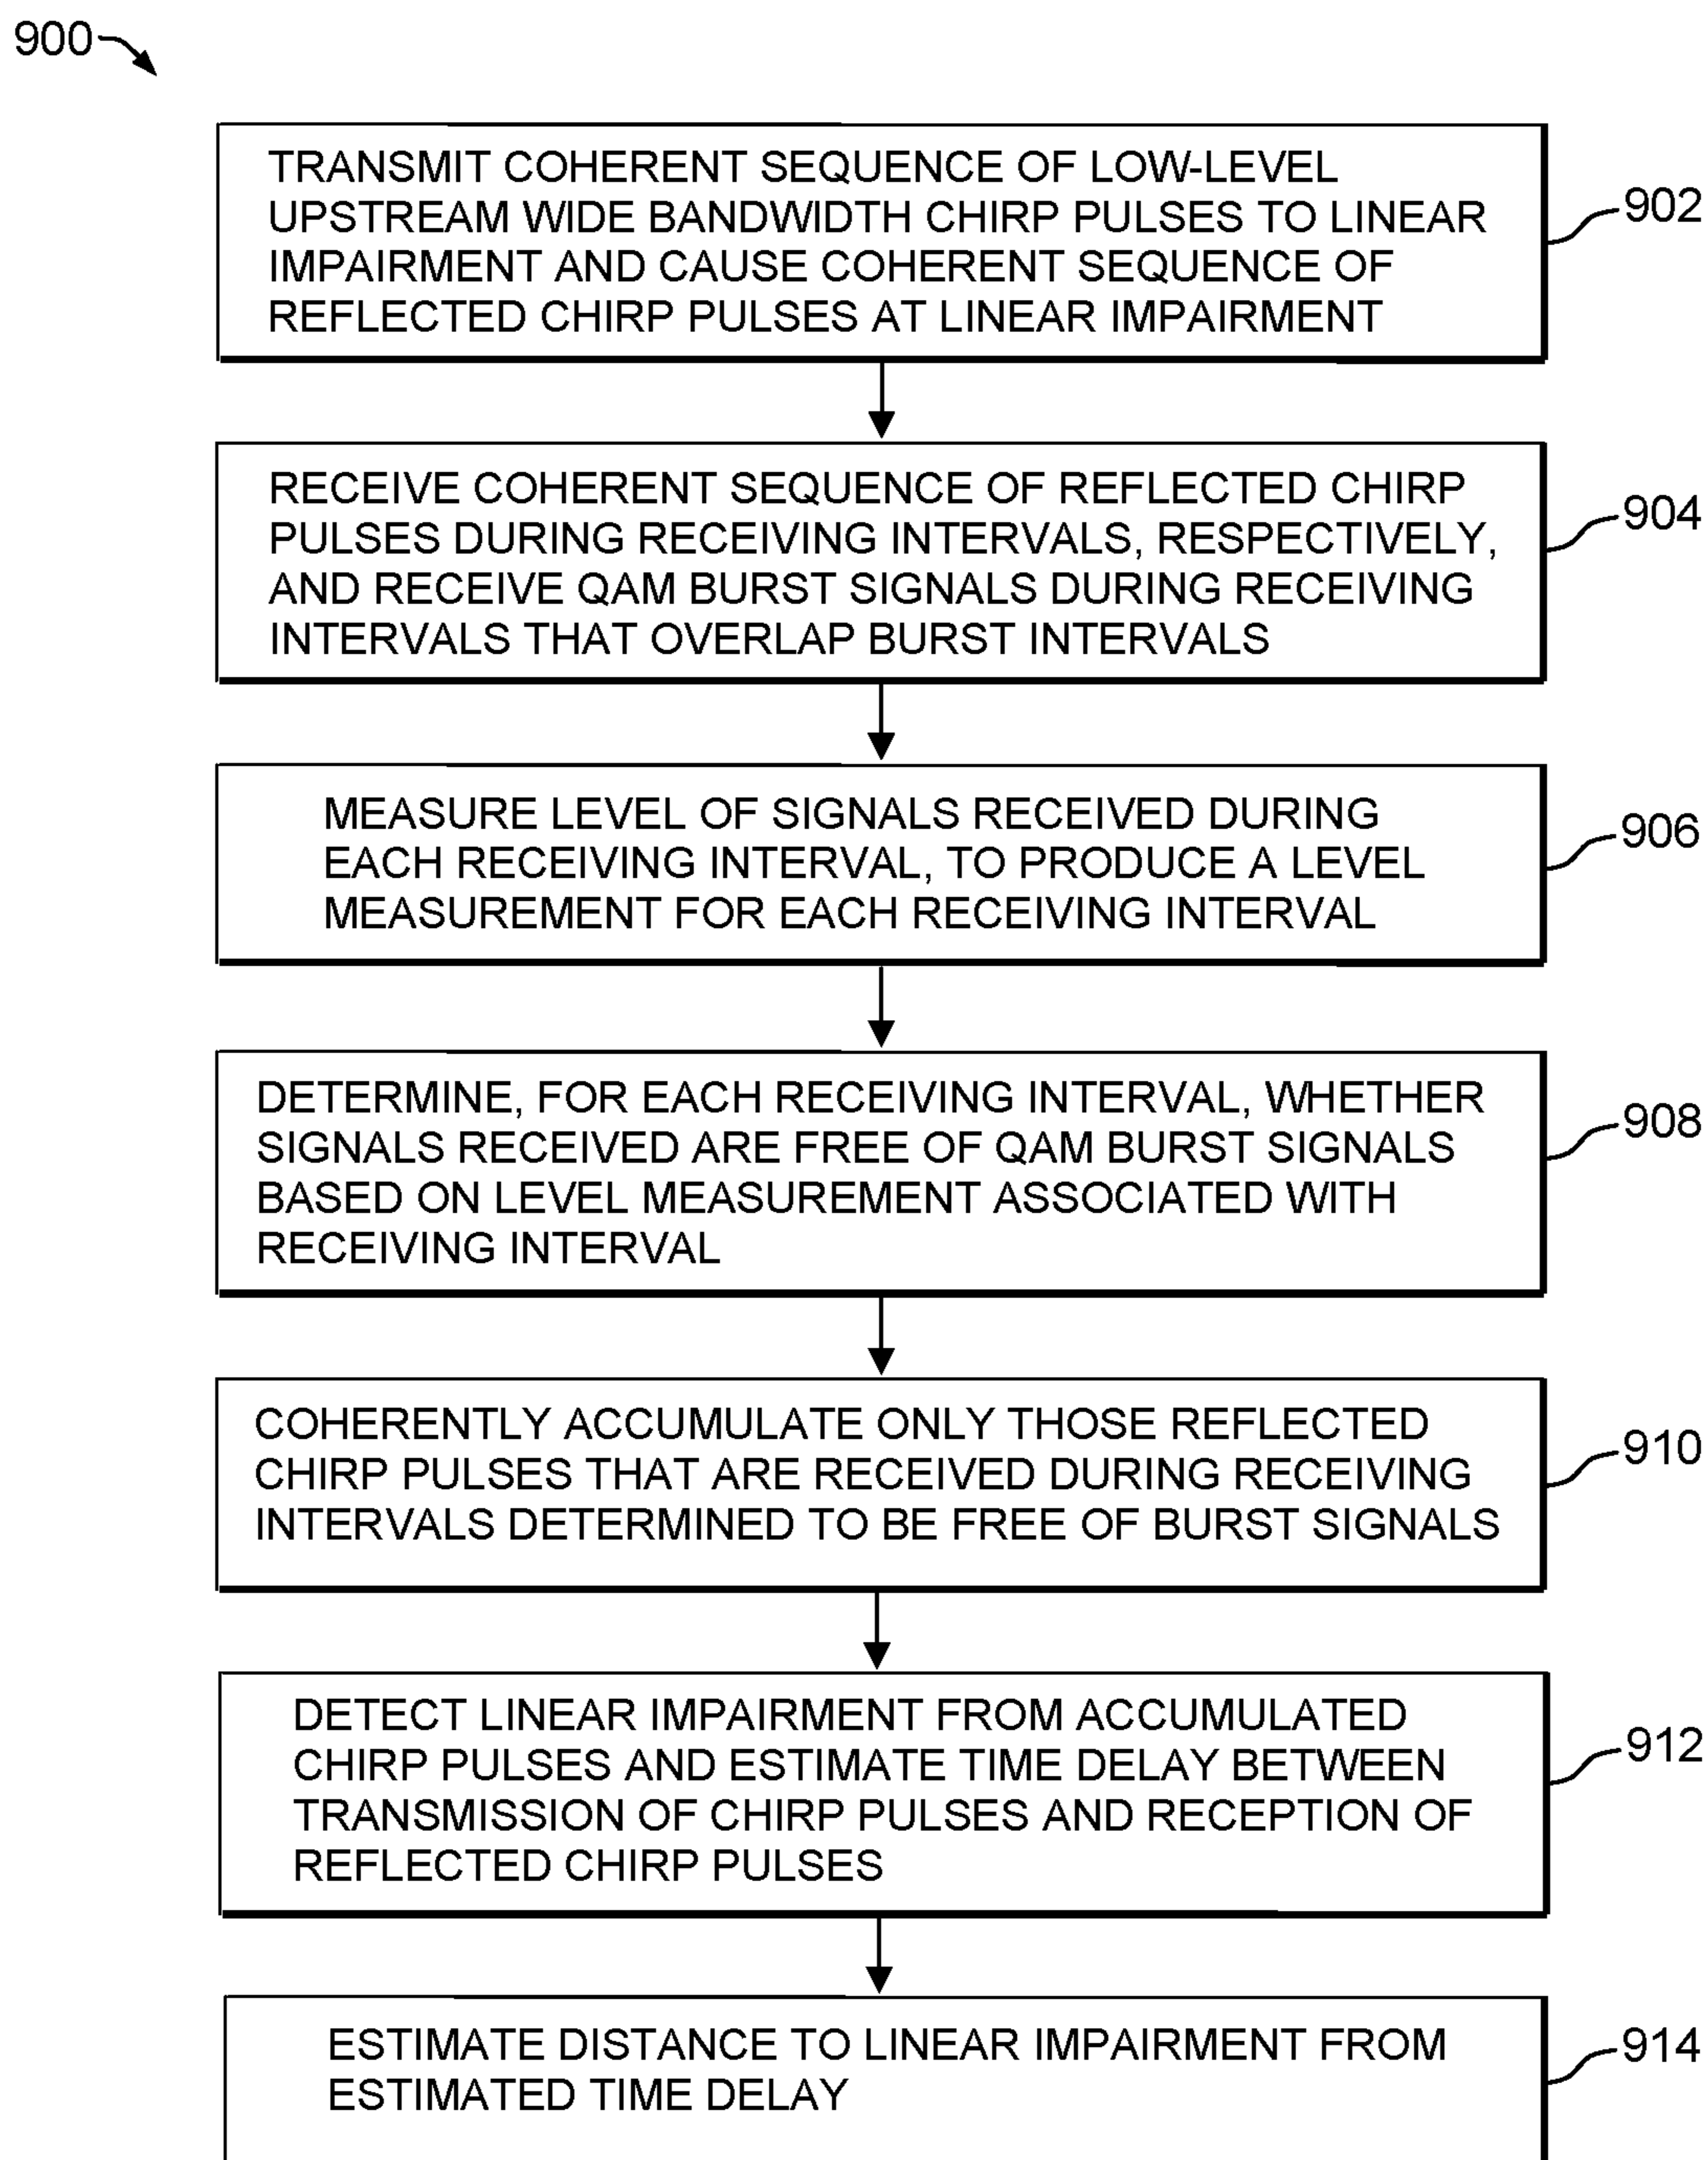 900
TRANSMIT COHERENT SEQUENCE OF LOW-LEVEL
UPSTREAM WIDE BANDWIDTH CHIRP PULSES TO LINEAR
IMPAIRMENT AND CAUSE COHERENT SEQUENCE OF
REFLECTED CHIRP PULSES AT LINEAR IMPAIRMENT
902
RECEIVE COHERENT SEQUENCE OF REFLECTED CHIRP
PULSES DURING RECEIVING INTERVALS, RESPECTIVELY,
AND RECEIVE QAM BURST SIGNALS DURING RECEIVING
INTERVALS THAT OVERLAP BURST INTERVALS
904
MEASURE LEVEL OF SIGNALS RECEIVED DURING
EACH RECEIVING INTERVAL, TO PRODUCE A LEVEL
MEASUREMENT FOR EACH RECEIVING INTERVAL
906
DETERMINE, FOR EACH RECEIVING INTERVAL, WHETHER
SIGNALS RECEIVED ARE FREE OF QAM BURST SIGNALS
BASED ON LEVEL MEASUREMENT ASSOCIATED WITH
RECEIVING INTERVAL
908
COHERENTLY ACCUMULATE ONLY THOSE REFLECTED
CHIRP PULSES THAT ARE RECEIVED DURING RECEIVING
INTERVALS DETERMINED TO BE FREE OF BURST SIGNALS
910
DETECT LINEAR IMPAIRMENT FROM ACCUMULATED
CHIRP PULSES AND ESTIMATE TIME DELAY BETWEEN
TRANSMISSION OF CHIRP PULSES AND RECEPTION OF
REFLECTED CHIRP PULSES
912
ESTIMATE DISTANCE TO LINEAR IMPAIRMENT FROM
ESTIMATED TIME DELAY
914